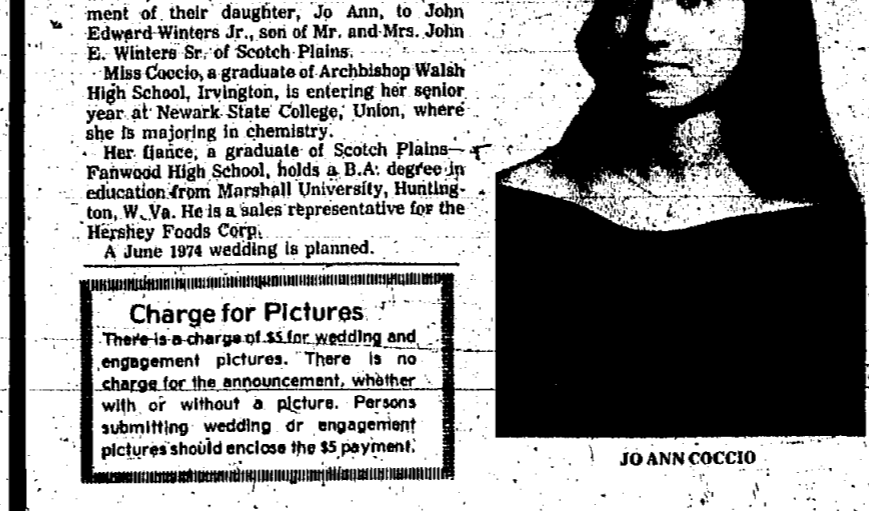 ment of their daughter, Jo Ann, to John
Edward Winters Jr., son of Mr. and Mrs. John
E. Winters Sr. of Scotch Plains.
Miss Coccio, a graduate of Archbishop Walsh
High School, Irvington, is entering her senior
year at Newark State College, Union, where
she is majoring in chemistry.
Her fiance, a graduate of Scotch Plains—
Fanwood High School, holds a B.A. degree in
education from Marshall University, Hunting-
ton, W. Va. He is a sales representative for the
Hershey Foods Corp.
A June 1974 wedding is planned.
Charge for Pictures
There is a charge of $5 for wedding and
engagement pictures. There is no
charge for the announcement, whether
with or without a picture. Persons
submitting wedding or engagement
pictures should enclose the $5 payment.
JO ANN COCCIO